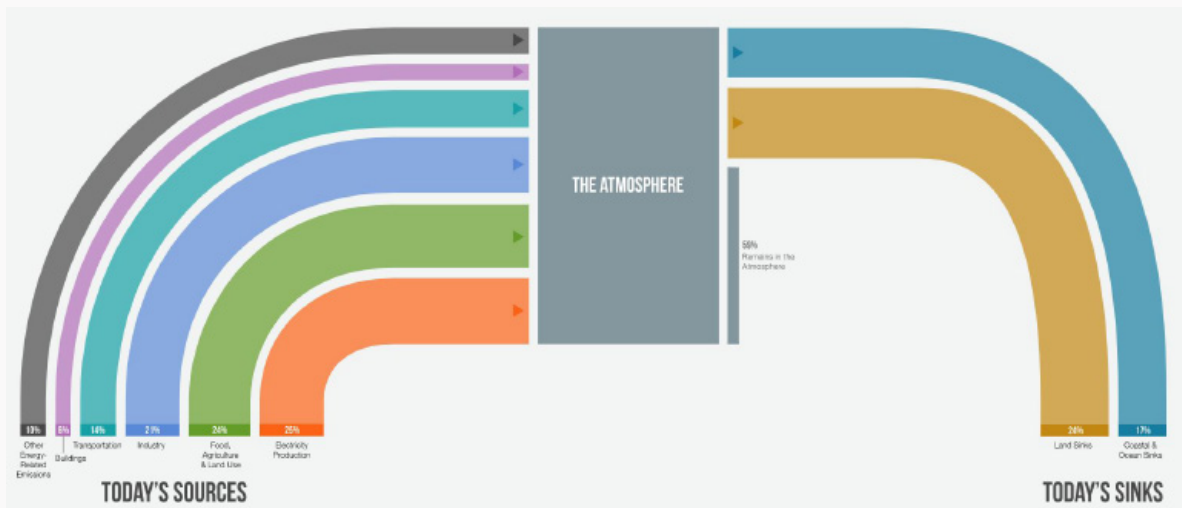 THE ATMOSPHERE
59%
Remains in the
Atmosphere
10%
6%
14%
21%
24%
25%
24%
17%
Other
Energy-
Related
Emissions
Buildings
Transportation
Industry
Food,
Agriculture
& Land Use
Electricity
Production
Land Sinks
Coastal &
Ocean Sinks
TODAY'S SOURCES
TODAY'S SINKS